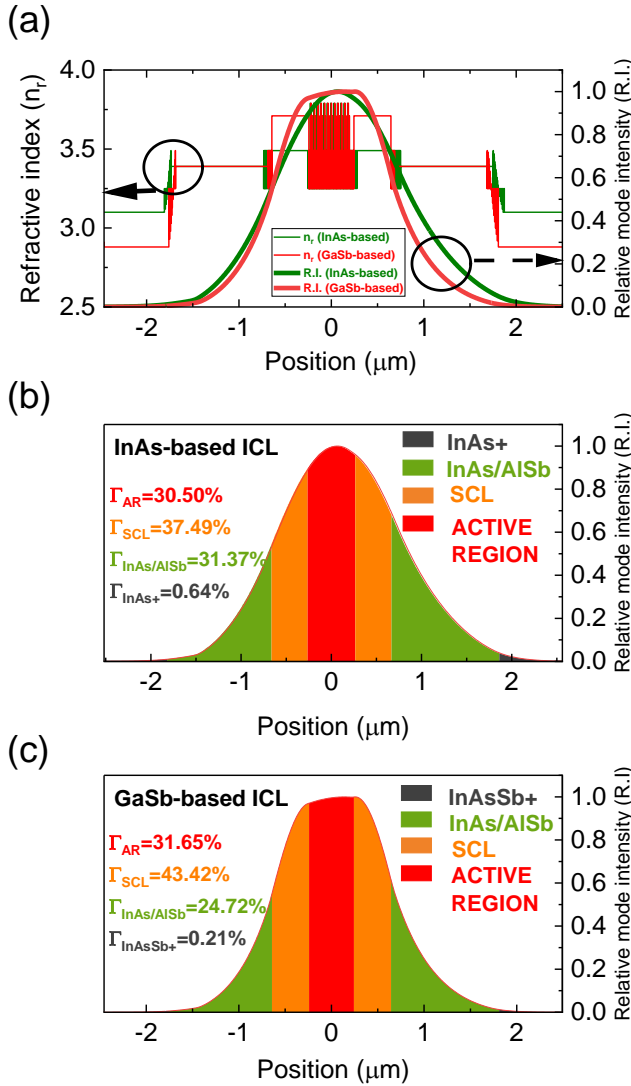 (a)
Refractive index (nr)
4.0
3.5
3.0
2.5
1.0
0.8
0.6
0.4
0.2
0.0
Relative mode intensity (R.I.)
nr (InAs-based)
nr (GaSb-based)
R.I. (InAs-based)
R.I. (GaSb-based)
-2 -1 0 1 2
Position (μm)
(b)
InAs-based ICL
ΓAR=30.50%
ΓSCL=37.49%
ΓInAs/AlSb=31.37%
ΓInAs+=0.64%
InAs+
InAs/AlSb
SCL
ACTIVE
REGION
1.0
0.8
0.6
0.4
0.2
0.0
Relative mode intensity (R.I.)
-2 -1 0 1 2
Position (μm)
(c)
GaSb-based ICL
ΓAR=31.65%
ΓSCL=43.42%
ΓInAs/AlSb=24.72%
ΓInAsSb+=0.21%
InAsSb+
InAs/AlSb
SCL
ACTIVE
REGION
1.0
0.8
0.6
0.4
0.2
0.0
Relative mode intensity (R.I)
-2 -1 0 1 2
Position (μm)